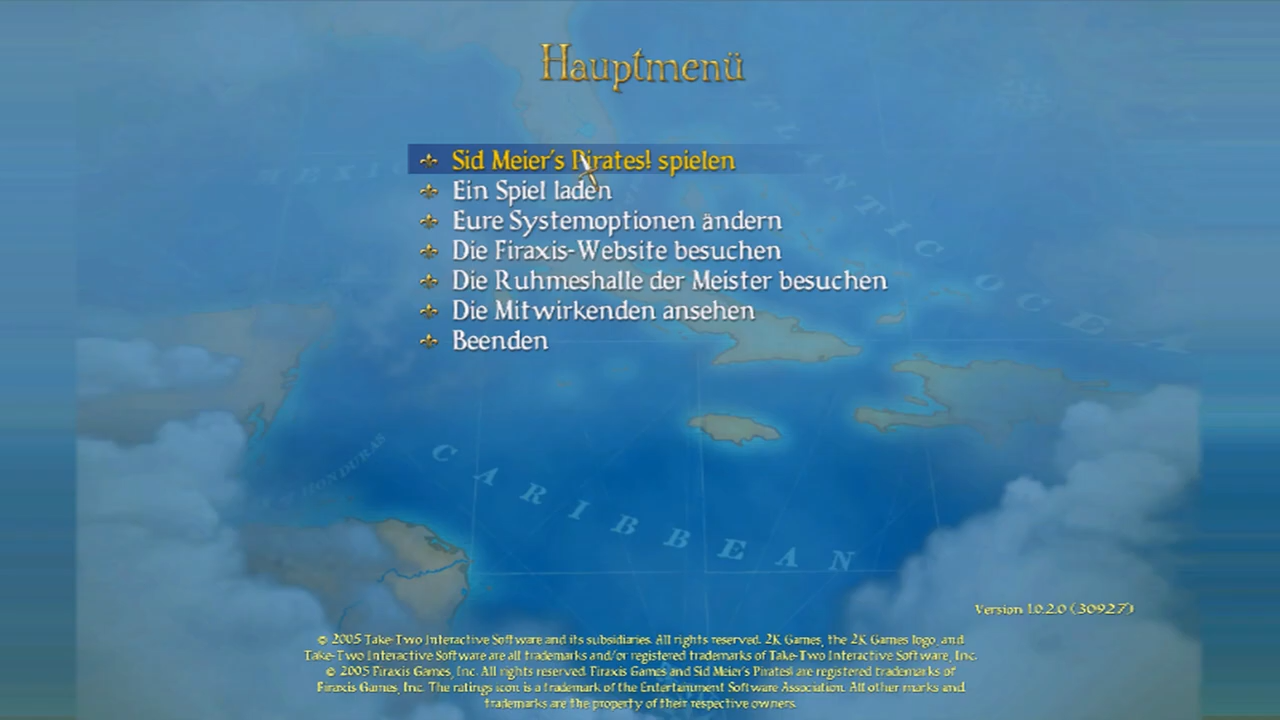 Hauptmenü
Sid Meier's Pirates! spielen
Ein Spiel laden
Eure Systemoptionen ändern
Die Firaxis-Website besuchen
Die Ruhmeshalle der Meister besuchen
Die Mitwirkenden ansehen
Beenden
CARIBBEAN
Version 1.0.2.0 (30927)
© 2005 Take-Two Interactive Software and its subsidiaries. All rights reserved. 2K Games, the 2K Games logo, and
Take-Two Interactive Software are all trademarks and/or registered trademarks of Take-Two Interactive Software, Inc.
© 2005 Firaxis Games, Inc. All rights reserved. Firaxis Games and Sid Meier's Pirates! are registered trademarks of
Firaxis Games, Inc. The ratings icon is a trademark of the Entertainment Software Association. All other marks and
trademarks are the property of their respective owners.